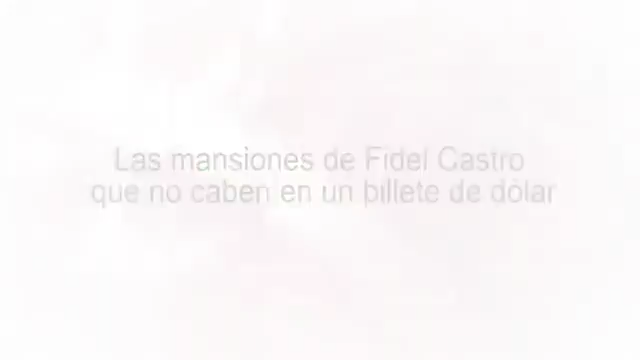 Las mansiones de Fidel Castro
que no caben en un billete de dólar